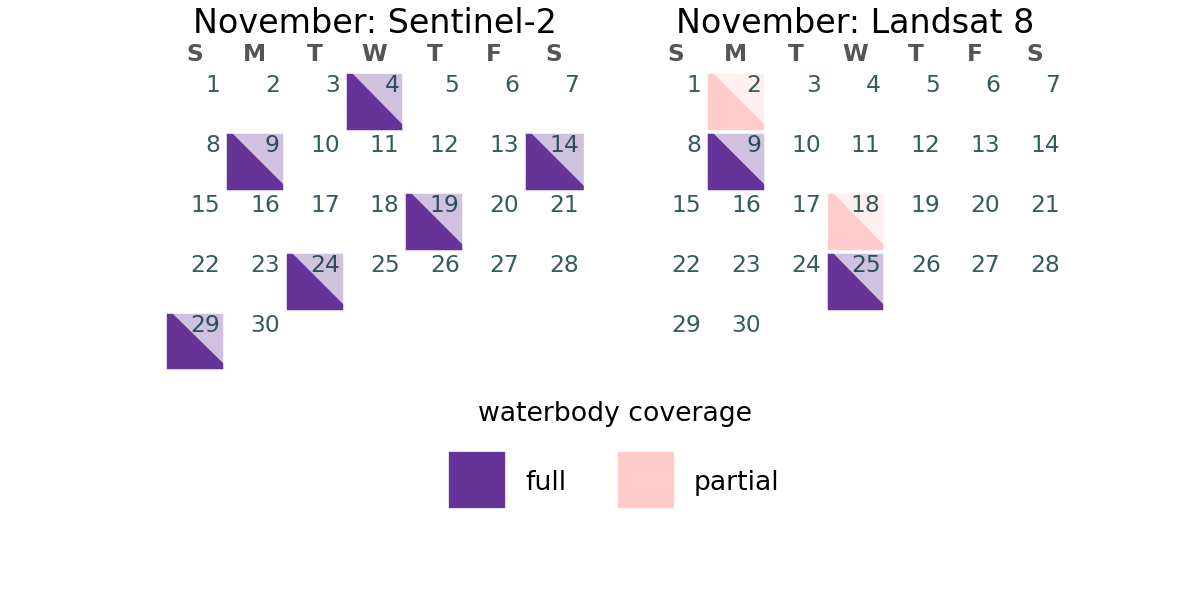 November: Sentinel-2
S M T W T F S
1 2 3 4 5 6 7
8 9 10 11 12 13 14
15 16 17 18 19 20 21
22 23 24 25 26 27 28
29 30
November: Landsat 8
S M T W T F S
1 2 3 4 5 6 7
8 9 10 11 12 13 14
15 16 17 18 19 20 21
22 23 24 25 26 27 28
29 30
waterbody coverage
full partial